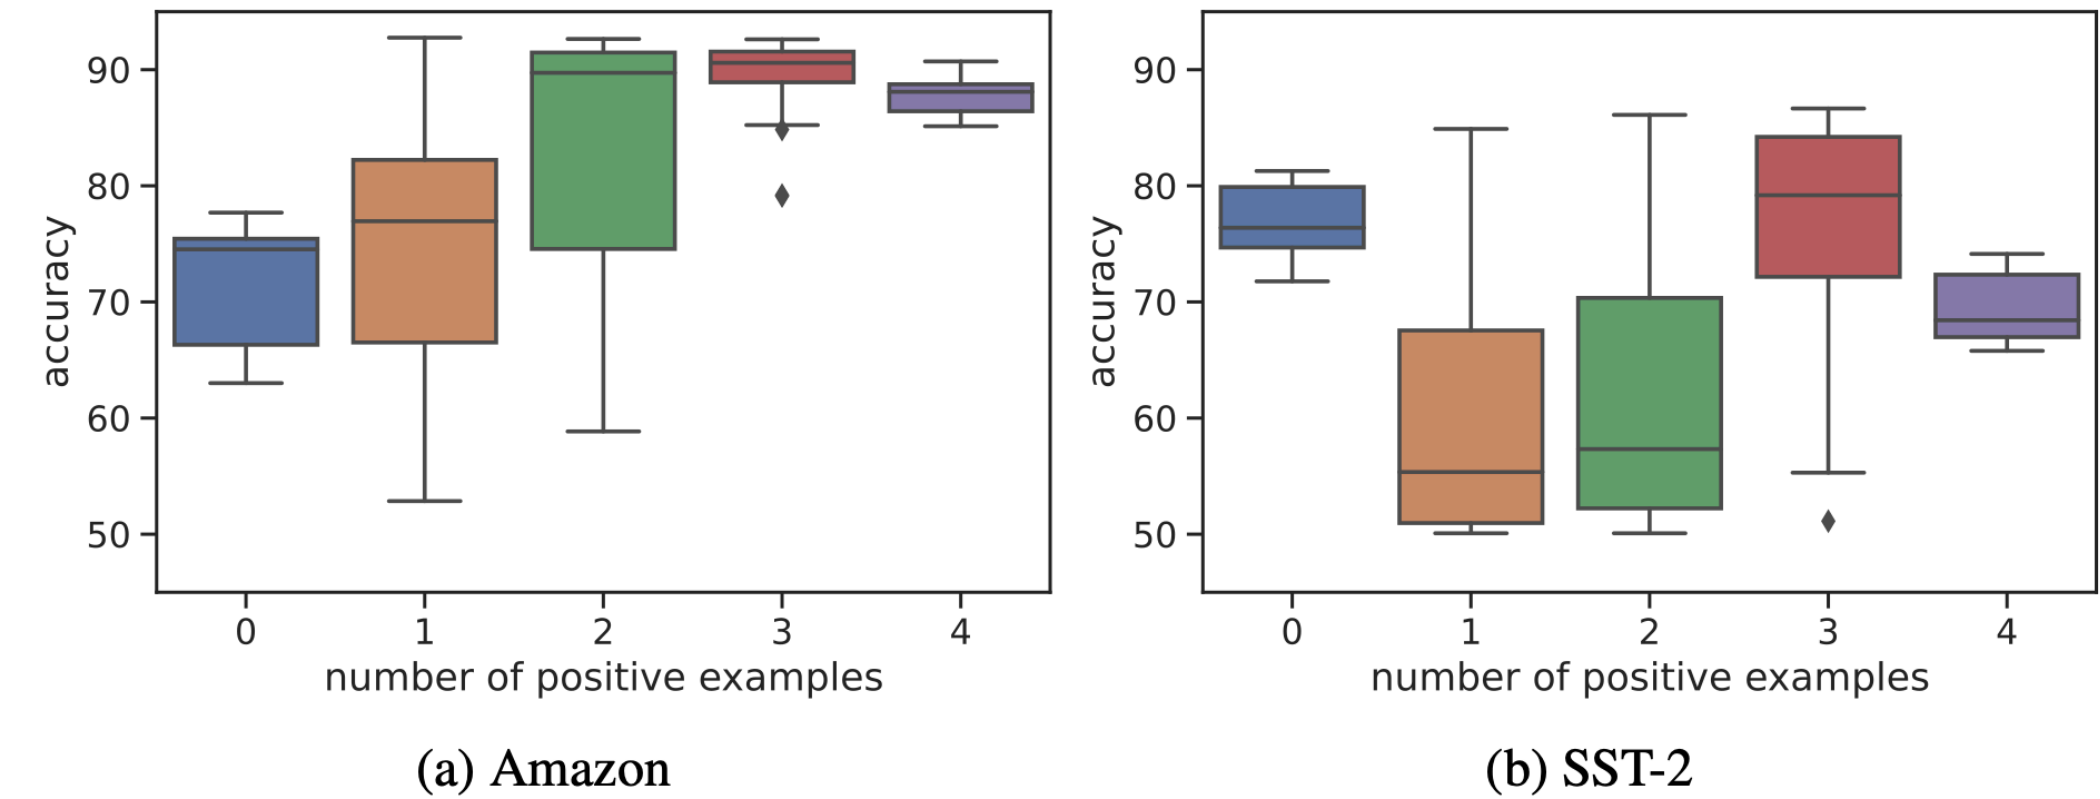 90
80
70
60
50
accuracy
0 1 2 3 4
number of positive examples
(a) Amazon
90
80
70
60
50
accuracy
0 1 2 3 4
number of positive examples
(b) SST-2